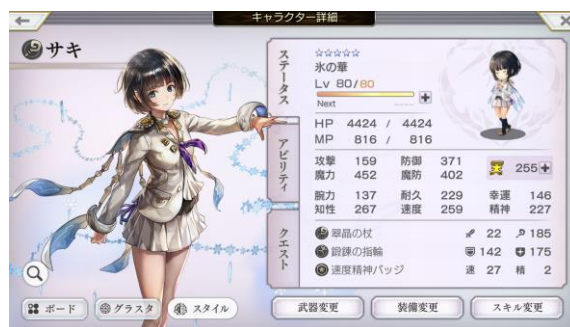 キャラクター詳細
サキ
ステータス
アビリティ
クエスト
☆☆☆☆☆
氷の華
Lv 80/80
Next
HP 4424 / 4424
MP 816 / 816
攻撃 159 防御 371
魔力 452 魔防 402
255
腕力 137 耐久 229 幸運 146
知性 267 速度 259 精神 227
翠晶の杖 22 185
鍛錬の指輪 142 175
速度精神バッジ 速 27 精 2
ボード グラスタ スタイル
武器変更 装備変更 スキル変更